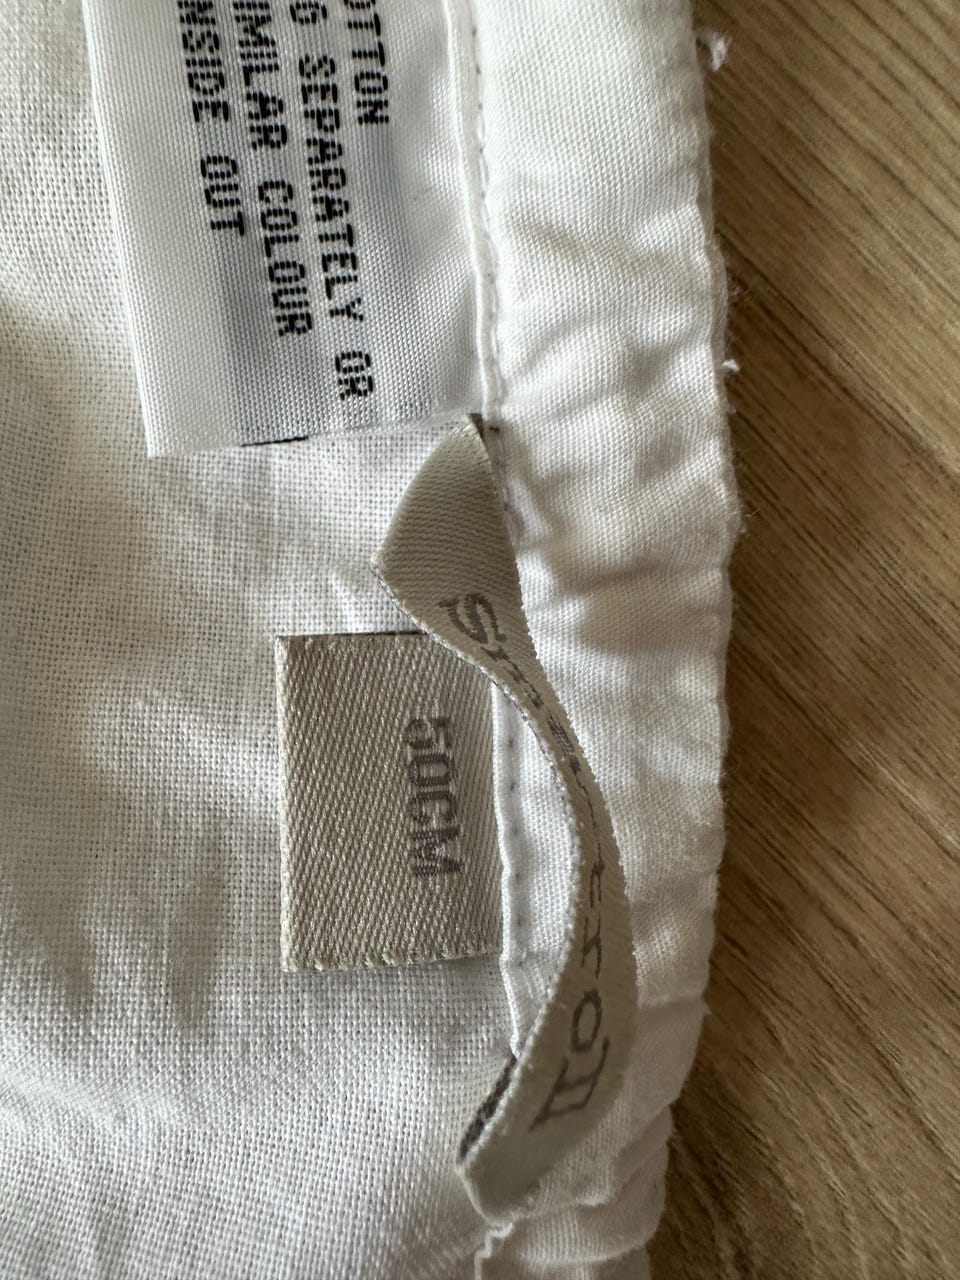 OTTON
G SEPARATELY OR
IMILAR COLOUR
NSIDE OUT
50CM